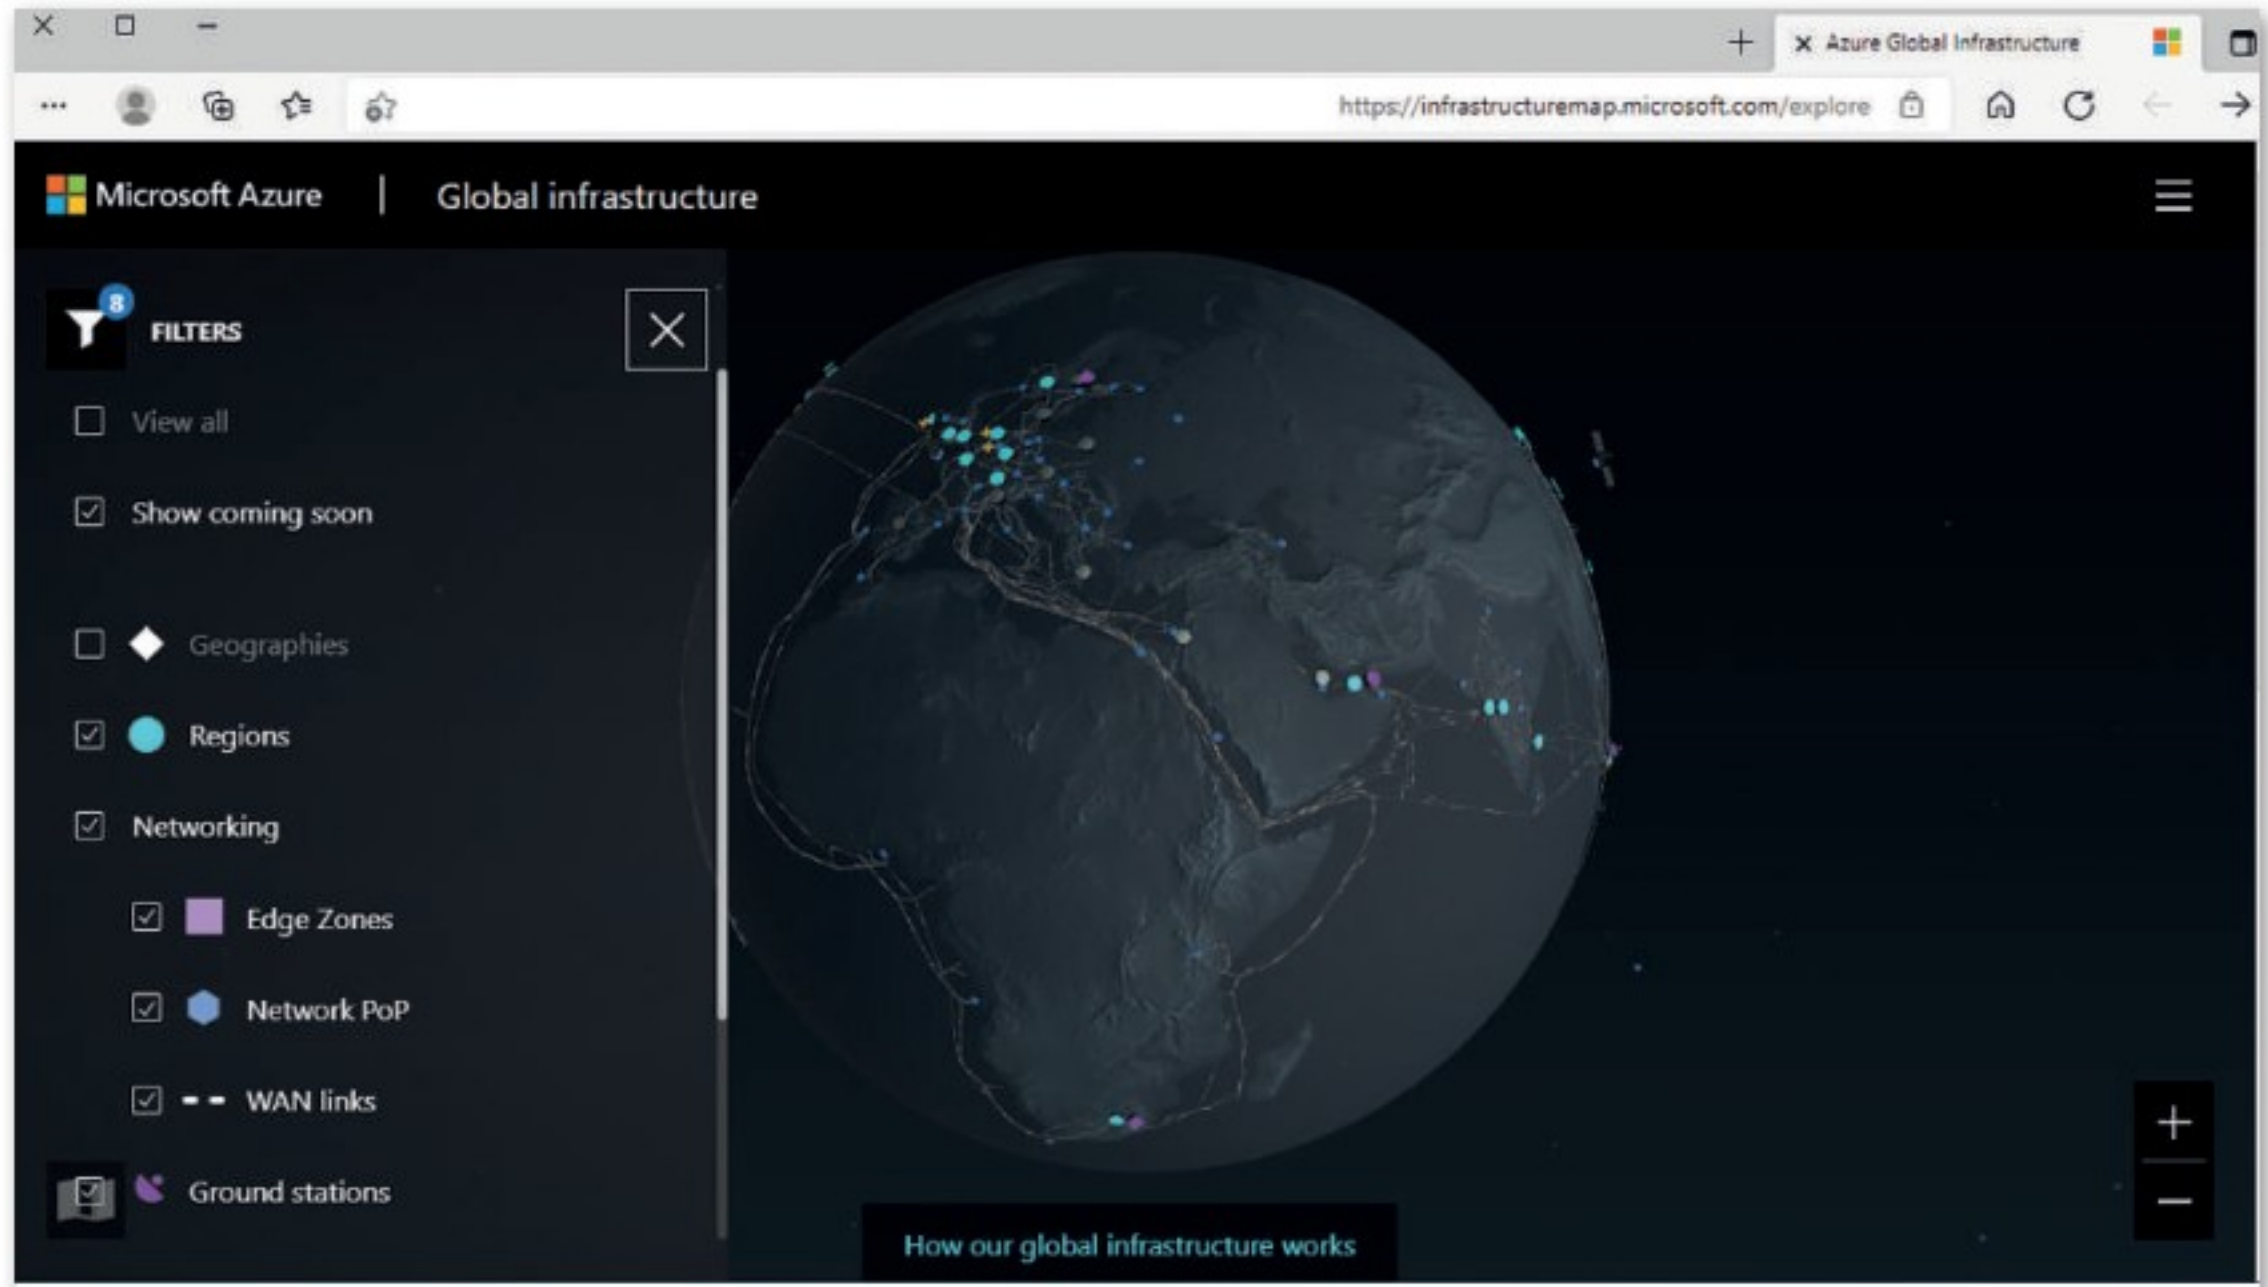 Azure Global Infrastructure
https://infrastructuremap.microsoft.com/explore
Microsoft Azure | Global infrastructure
8
FILTERS
View all
Show coming soon
Geographies
Regions
Networking
Edge Zones
Network PoP
WAN links
Ground stations
How our global infrastructure works